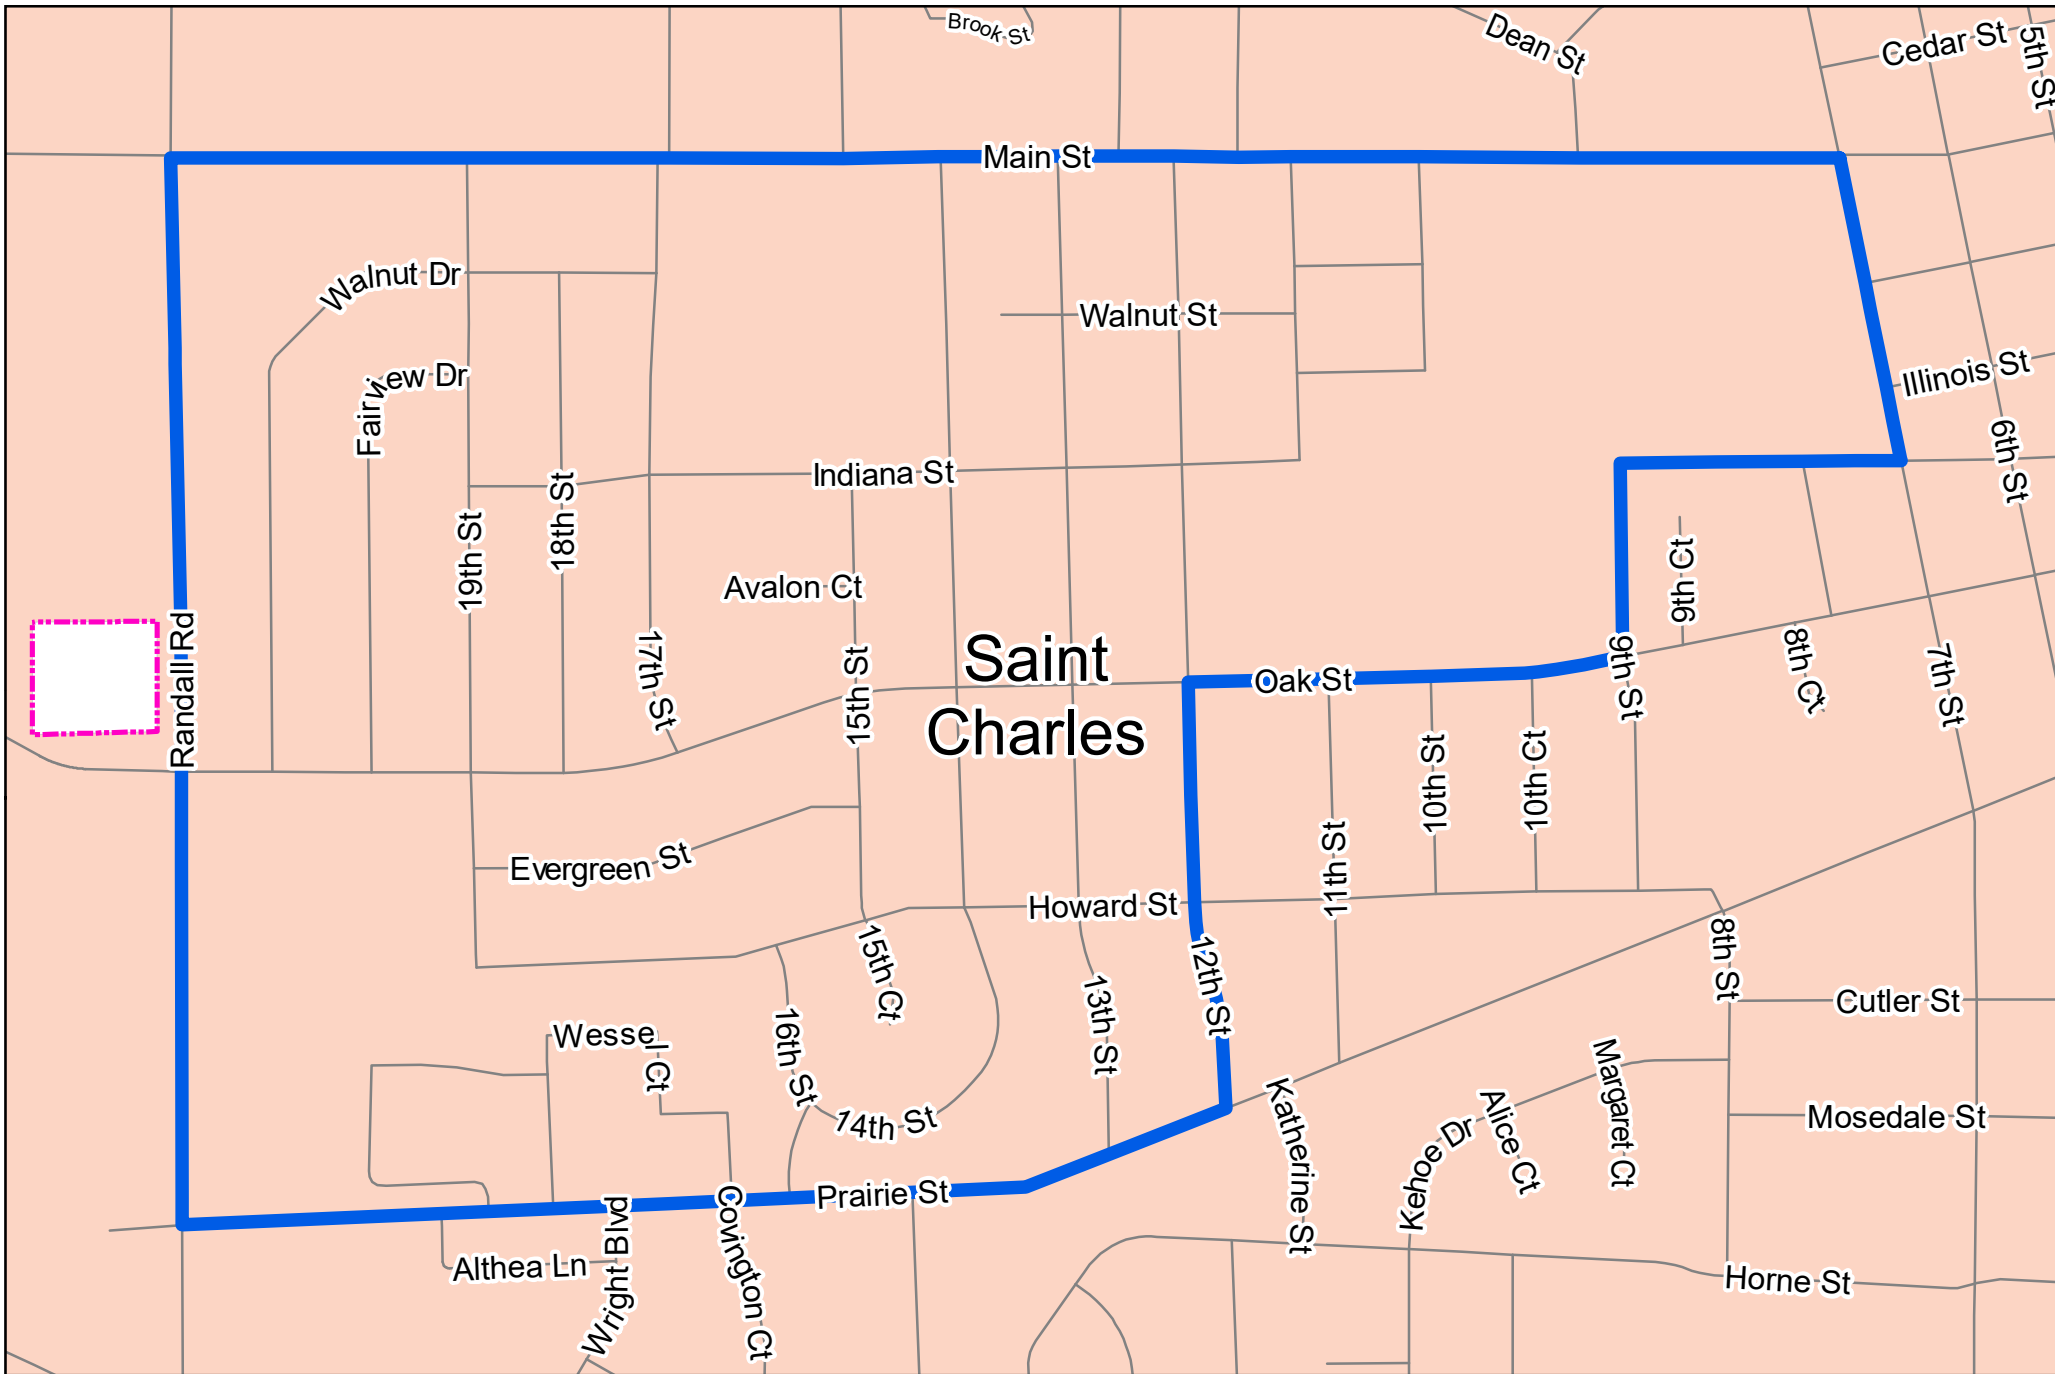 Brook St
Dean St
Cedar St
5th St
Main St
Walnut Dr
Walnut St
Fairview Dr
Illinois St
6th St
Indiana St
19th St
18th St
9th Ct
Avalon Ct
Randall Rd
17th St
15th St
Saint
Charles
Oak St
9th St
8th Ct
7th St
10th St
10th Ct
11th St
Evergreen St
Howard St
8th St
15th Ct
12th St
13th St
Cutler St
Wessel Ct
16th St
14th St
Katherine St
Kehoe Dr
Alice Ct
Margaret Ct
Mosedale St
Prairie St
Covington Ct
Wright Blvd
Althea Ln
Horne St